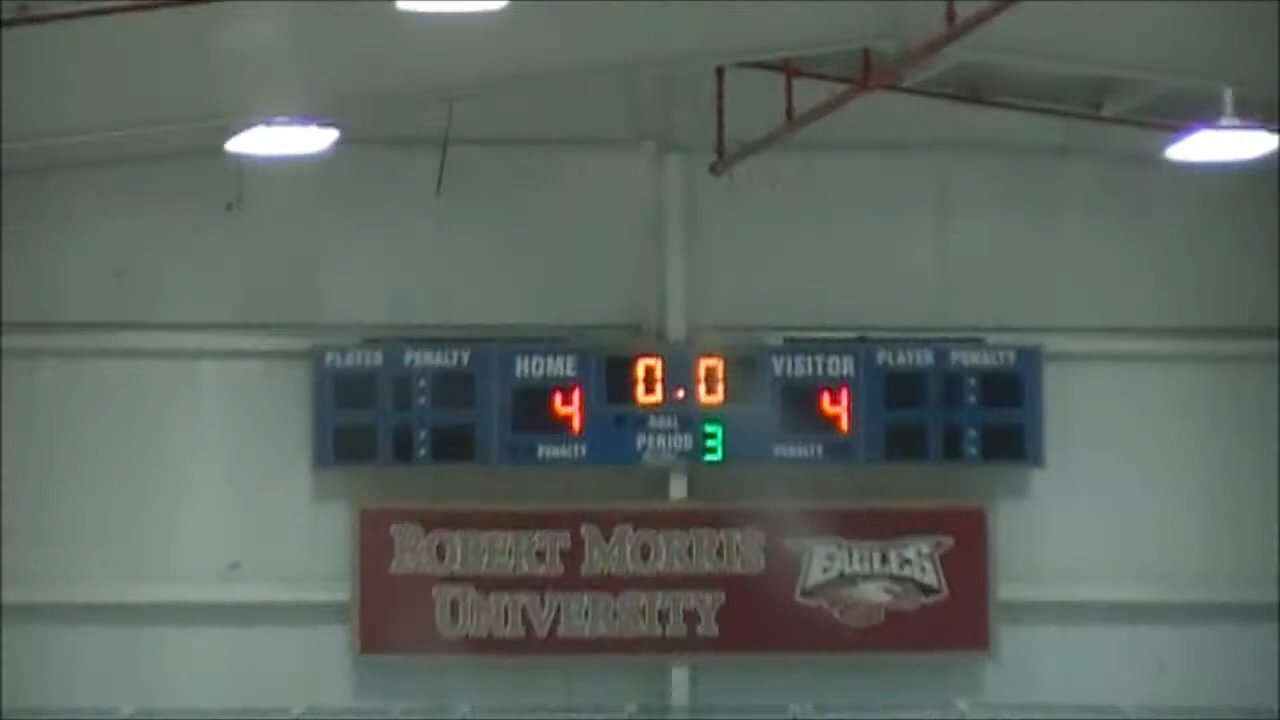 PLAYER PENALTY HOME 0.0 VISITOR PLAYER PENALTY
4 4
PERIOD 3
PENALTY PENALTY
ROBERT MORRIS
UNIVERSITY
EAGLES